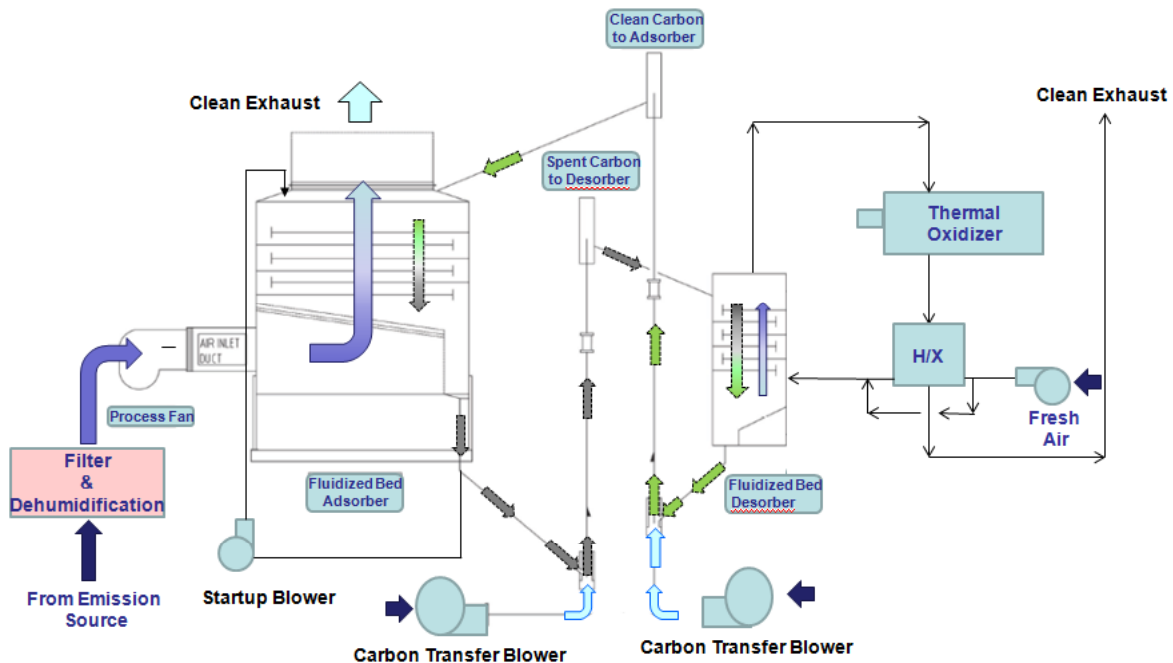 Clean Carbon
to Adsorber
Clean Exhaust
Clean Exhaust
Spent Carbon
to Desorber
Thermal
Oxidizer
AIR INLET
DUCT
H/X
Process Fan
Fresh
Air
Filter
&
Dehumidification
Fluidized Bed
Adsorber
Fluidized Bed
Desorber
From Emission
Source
Startup Blower
Carbon Transfer Blower
Carbon Transfer Blower